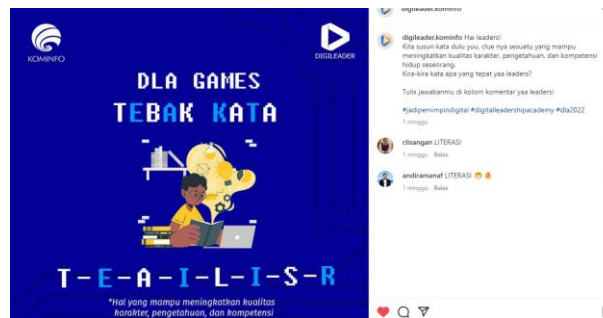 KOMINFO
DIGILEADER
DLA GAMES
TEBAK KATA
T-E-A-I-L-I-S-R
*Hal yang mampu meningkatkan kualitas
karakter, pengetahuan, dan kompetensi
digileader.kominfo
digileader.kominfo Hai leaders!
Kita susun kata dulu yuu, clue nya sesuatu yang mampu
meningkatkan kualitas karakter, pengetahuan, dan kompetensi
hidup seseorang.
Kira-kira kata apa yang tepat yaa leaders?
Tulis jawabanmu di kolom komentar yaa leaders!
#jadipemimpindigital #digitalleadershipacademy #dla2022
1 minggu
clisangan LITERASI
1 minggu Balas
andiramanaf LITERASI 😁 🔥
1 minggu Balas